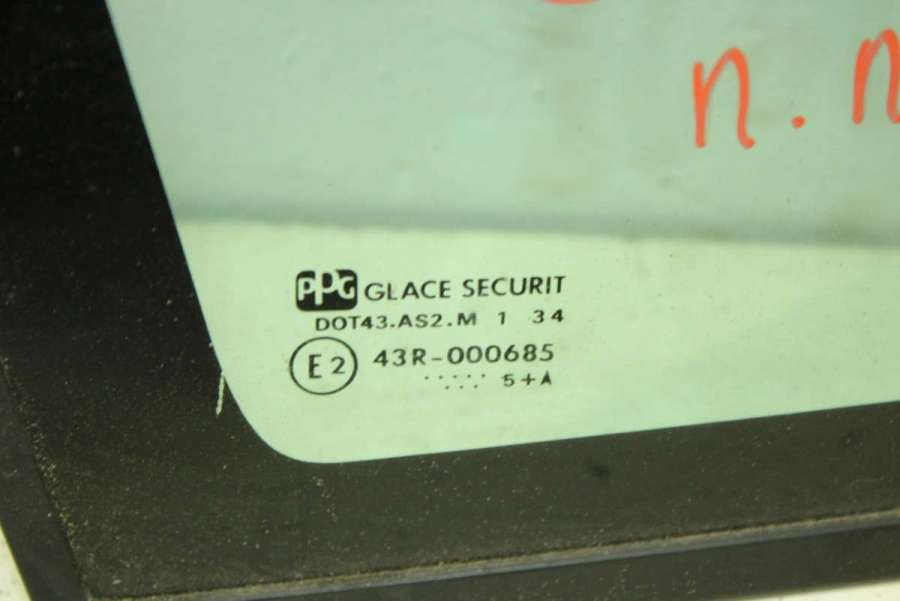 n.n
PPG GLACE SECURIT
DOT43.AS2.M 1 34
E2 43R-000685
..:::.. 5+A